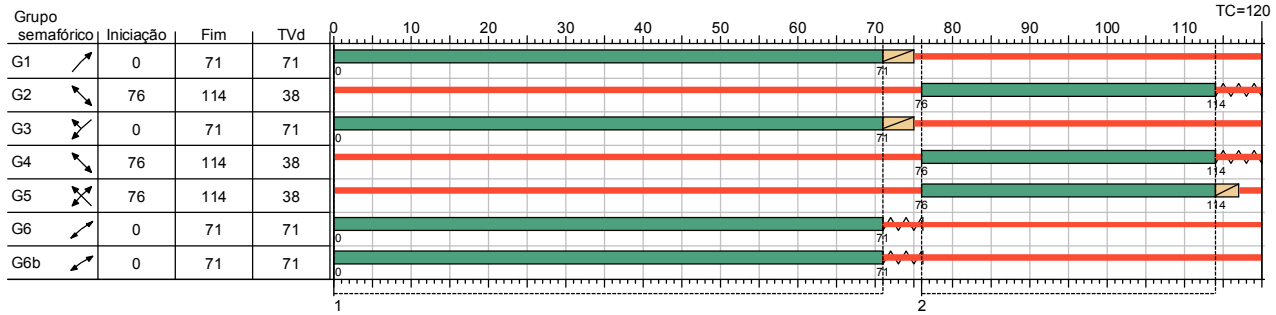 TC=120
Grupo
semafórico Iniciação Fim TVd
0 10 20 30 40 50 60 70 80 90 100 110
G1 0 71 71
0 71
G2 76 114 38
76 114
G3 0 71 71
0 71
G4 76 114 38
76 114
G5 76 114 38
76 114
G6 0 71 71
0 71
G6b 0 71 71
0 71
1 2